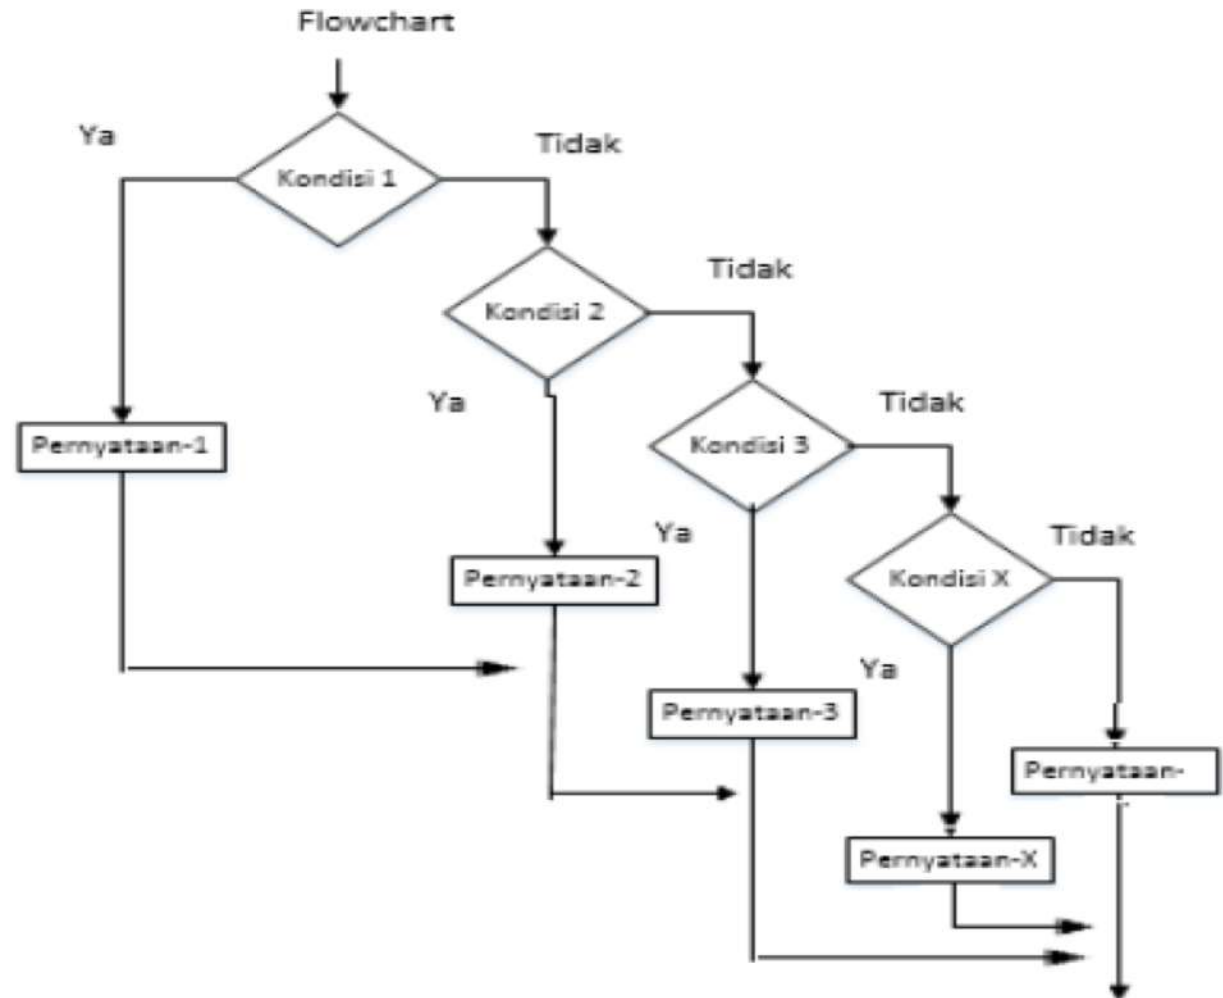 Flowchart
Ya
Tidak
Kondisi 1
Tidak
Kondisi 2
Ya
Tidak
Pernyataan-1
Kondisi 3
Ya
Tidak
Pernyataan-2
Kondisi X
Ya
Pernyataan-3
Pernyataan-
Pernyataan-X